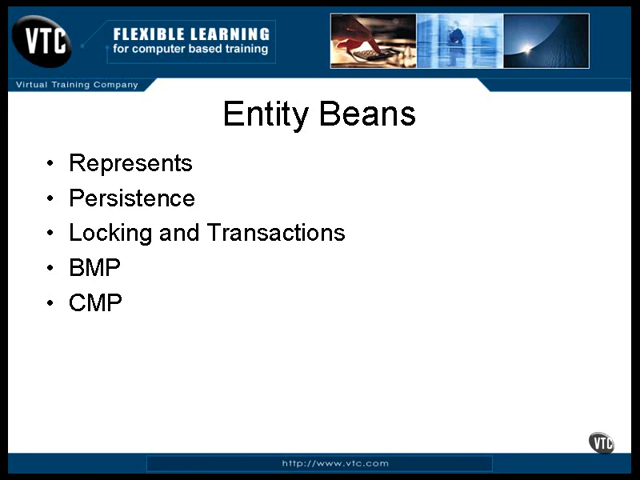 VTC
FLEXIBLE LEARNING
for computer based training
Virtual Training Company
Entity Beans
• Represents
• Persistence
• Locking and Transactions
• BMP
• CMP
VTC
http://www.vtc.com